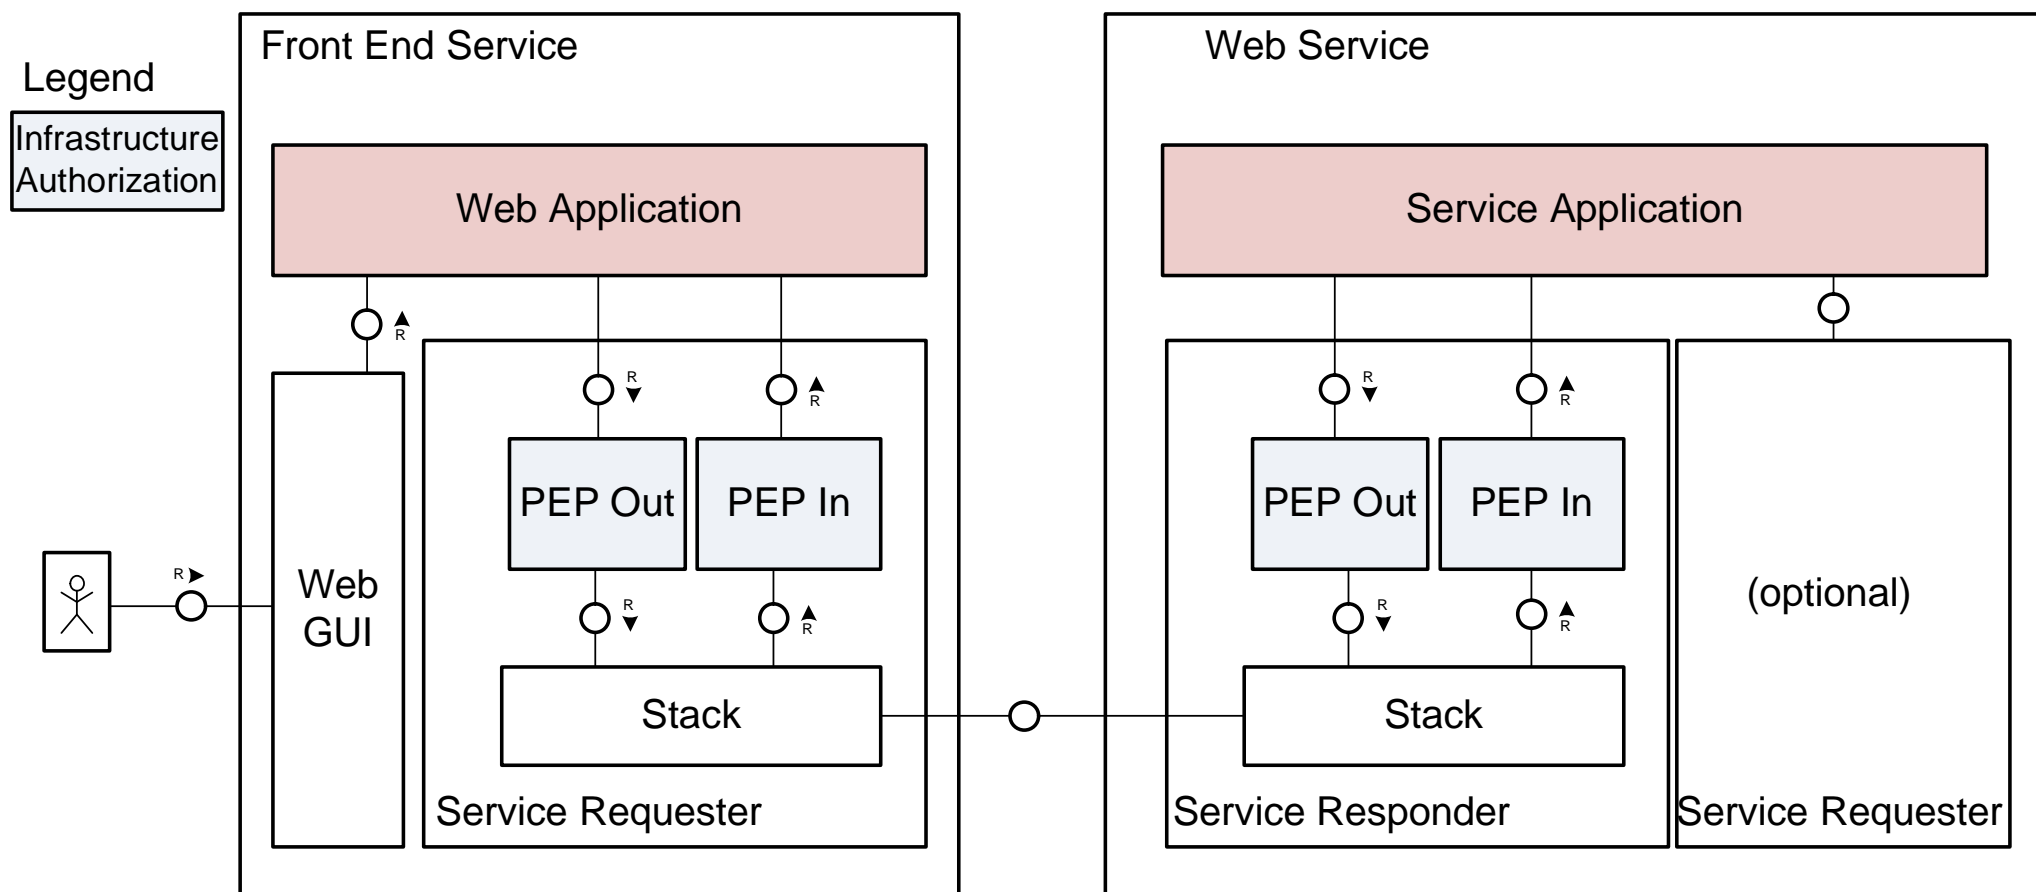 Front End Service
Web Service
Legend
Infrastructure
Authorization
Web Application
Service Application
R
R
R
R
R
PEP Out
PEP In
PEP Out
PEP In
R
Web
GUI
(optional)
R
R
R
R
Stack
Stack
Service Requester
Service Responder
Service Requester